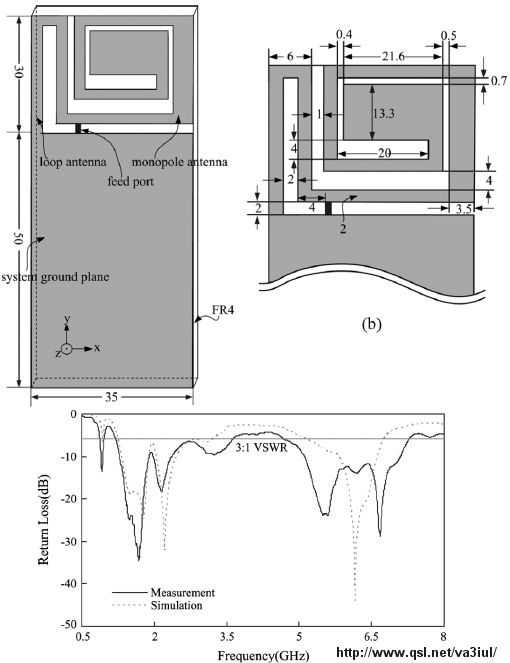 30
50
loop antenna
monopole antenna
feed port
system ground plane
FR4
y
z
x
35
0.4
0.5
6
21.6
0.7
1
13.3
4
20
2
4
4
2
2
3.5
(b)
Return Loss(dB)
0
-10
-20
-30
-40
-50
3:1 VSWR
Measurement
Simulation
0.5
2
3.5
5
6.5
8
Frequency(GHz)
http://www.qsl.net/va3iul/